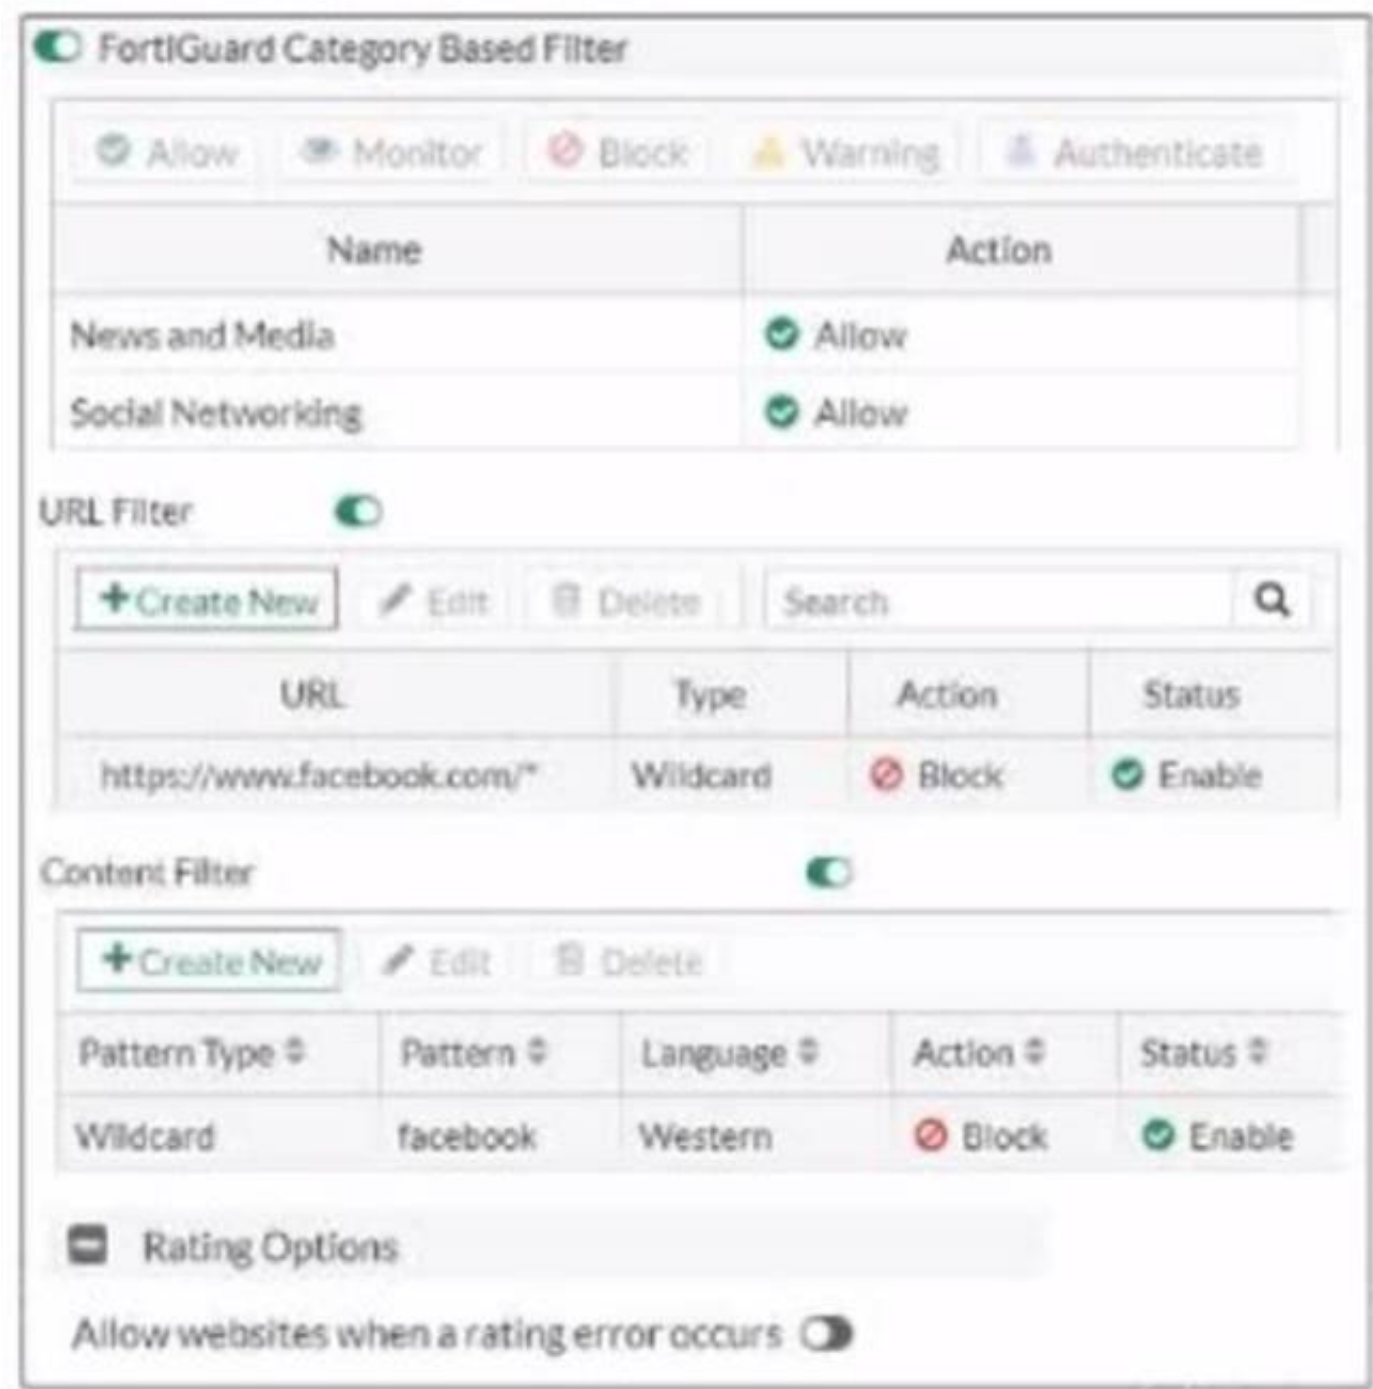 FortiGuard Category Based Filter
Allow Monitor Block Warning Authenticate
Name Action
News and Media Allow
Social Networking Allow
URL Filter
+Create New Edit Delete Search
URL Type Action Status
https://www.facebook.com/* Wildcard Block Enable
Content Filter
+Create New Edit Delete
Pattern Type Pattern Language Action Status
Wildcard facebook Western Block Enable
Rating Options
Allow websites when a rating error occurs